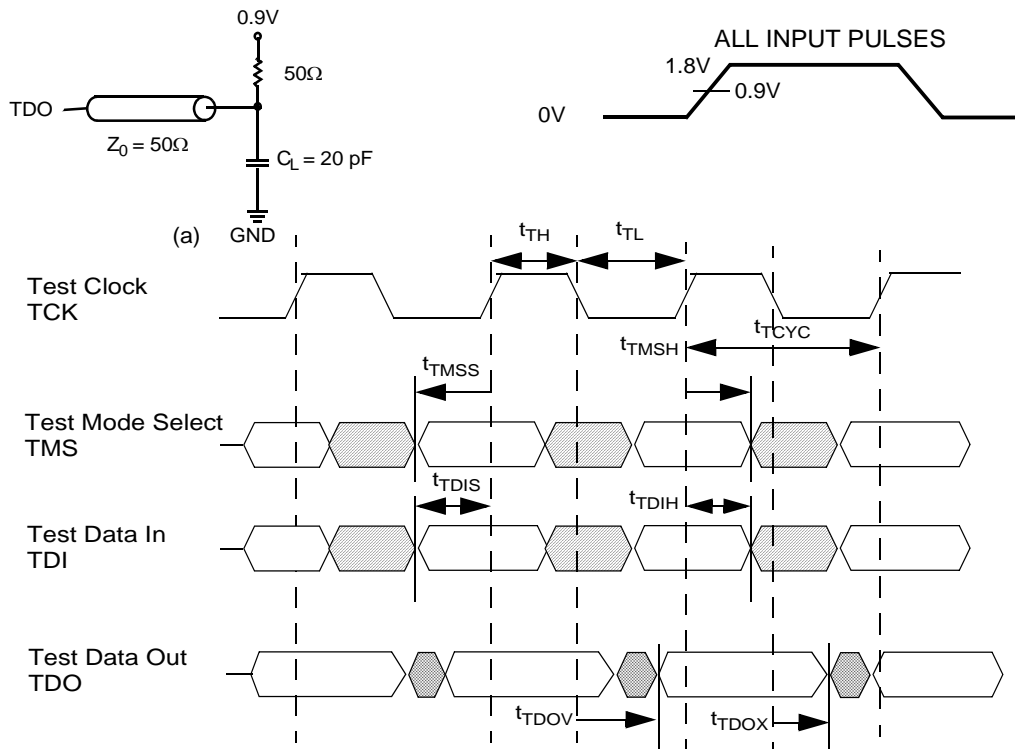 0.9V
50Ω
TDO
Z0 = 50Ω
CL = 20 pF
(a)
GND
ALL INPUT PULSES
1.8V
0.9V
0V
tTH
tTL
Test Clock
TCK
tTMSH
tTCYC
tTMSS
Test Mode Select
TMS
tTDIS
tTDIH
Test Data In
TDI
Test Data Out
TDO
tTDOV
tTDOX